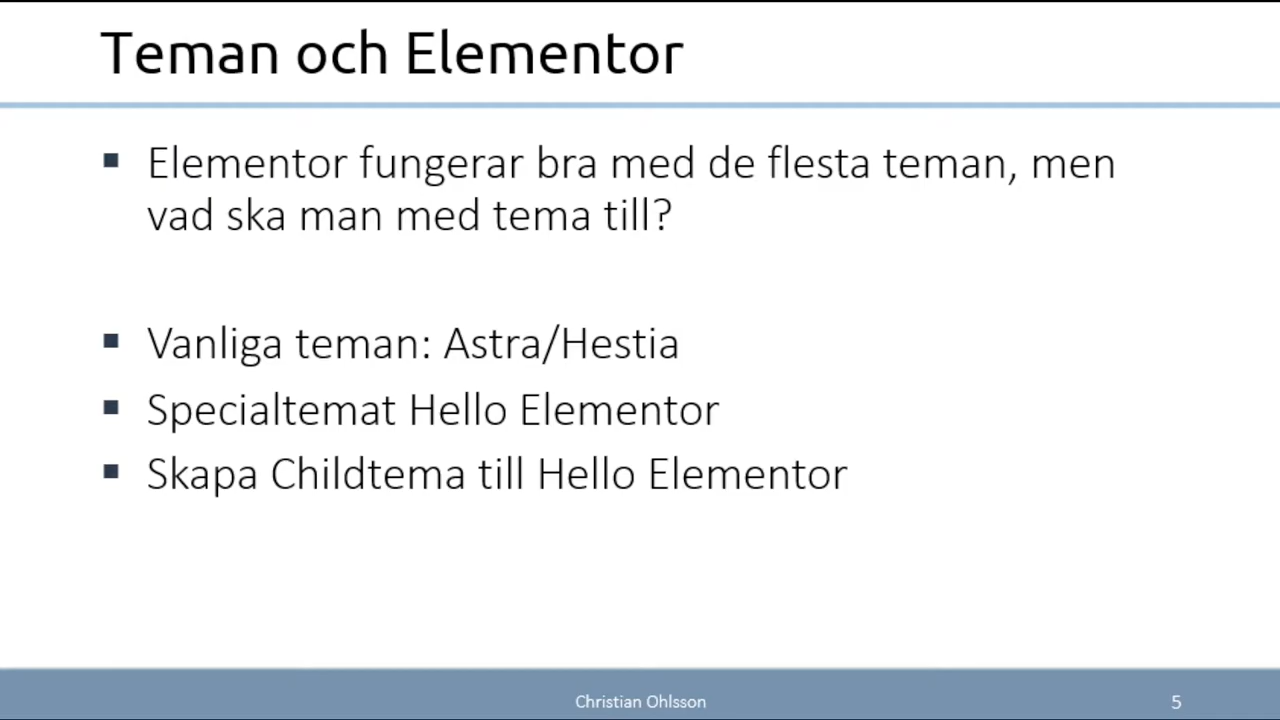 Teman och Elementor
Elementor fungerar bra med de flesta teman, men
vad ska man med tema till?
Vanliga teman: Astra/Hestia
Specialtemat Hello Elementor
Skapa Childtema till Hello Elementor
Christian Ohlsson
5